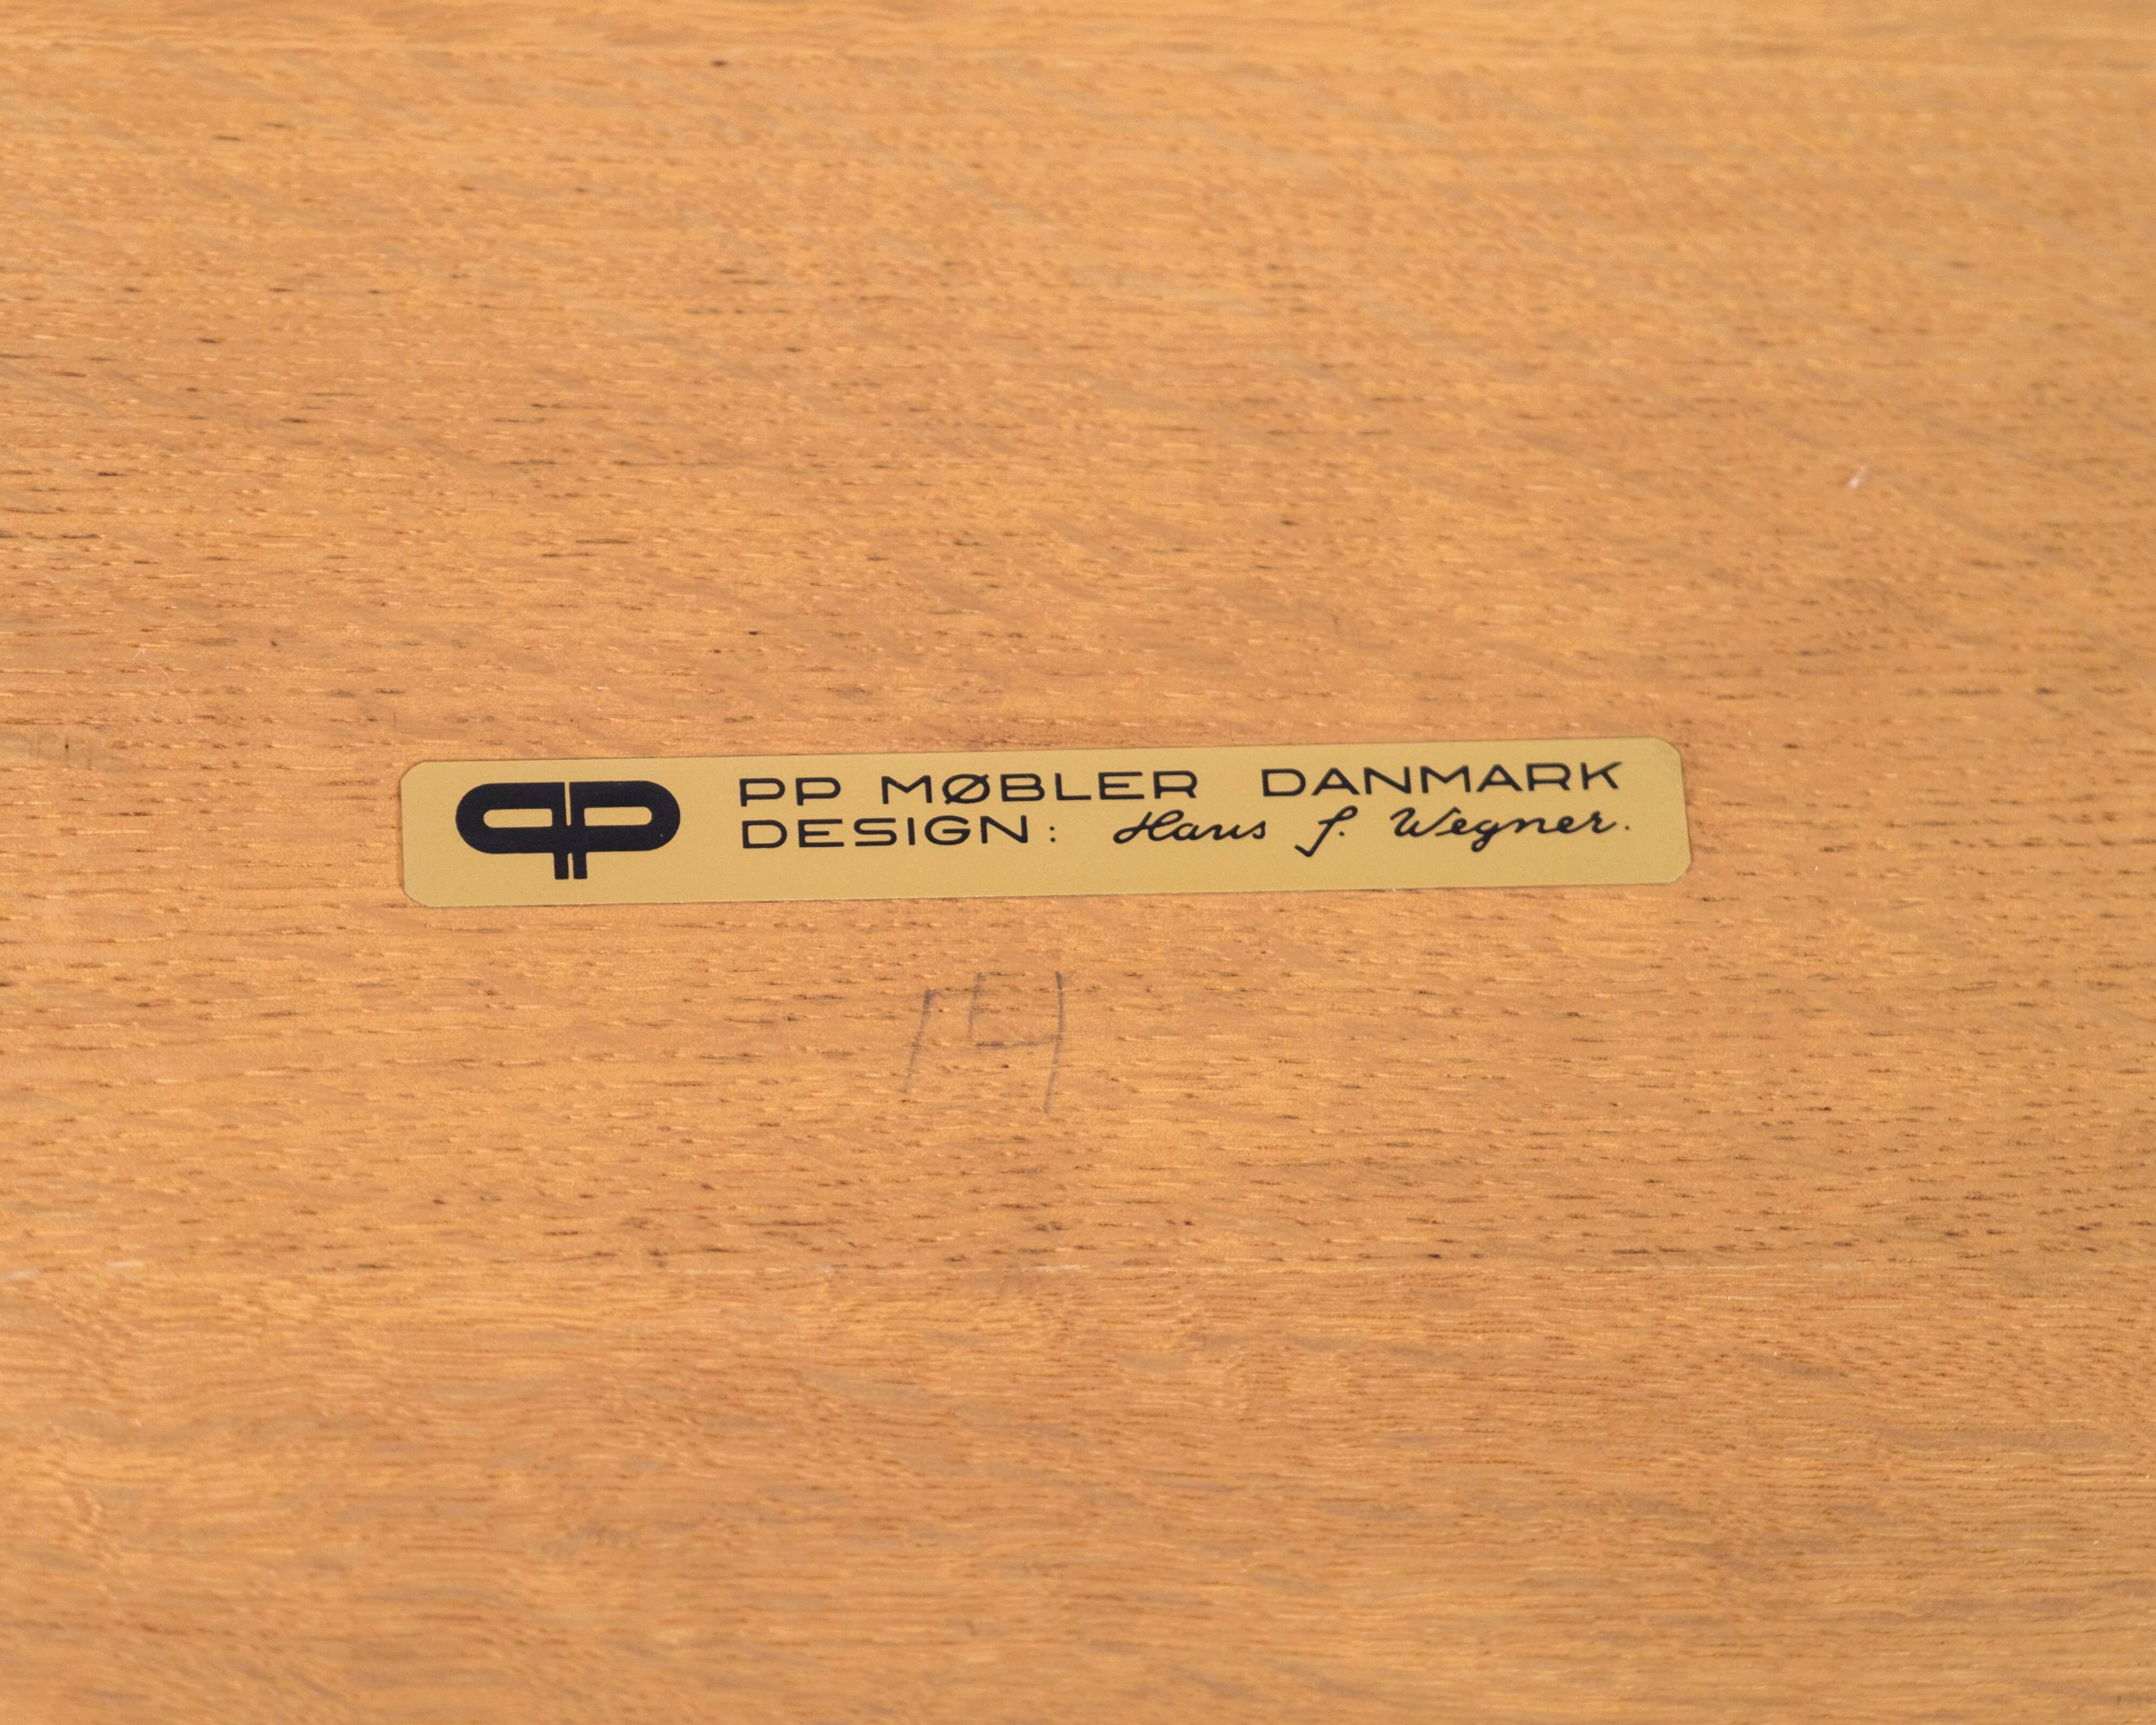 PP MØBLER DANMARK
DESIGN: Hans J. Wegner.
14